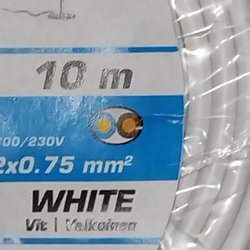 10 m
00/230V
2x0.75 mm²
WHITE
Vit | Valkoinen